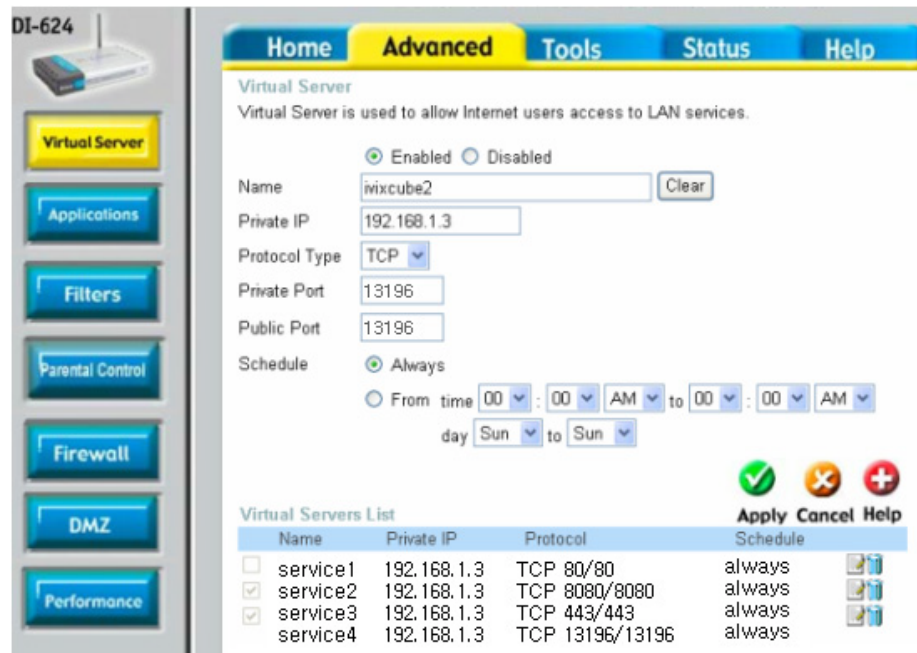 DI-624
Home Advanced Tools Status Help
Virtual Server
Virtual Server is used to allow Internet users access to LAN services.
Virtual Server
Enabled Disabled
Name ivixcube2 Clear
Applications
Private IP 192.168.1.3
Protocol Type TCP
Filters
Private Port 13196
Public Port 13196
Parental Control
Schedule Always
From time 00 : 00 AM to 00 : 00 AM
day Sun to Sun
Firewall
DMZ
Apply Cancel Help
Virtual Servers List
Name Private IP Protocol Schedule
service1 192.168.1.3 TCP 80/80 always
service2 192.168.1.3 TCP 8080/8080 always
Performance
service3 192.168.1.3 TCP 443/443 always
service4 192.168.1.3 TCP 13196/13196 always